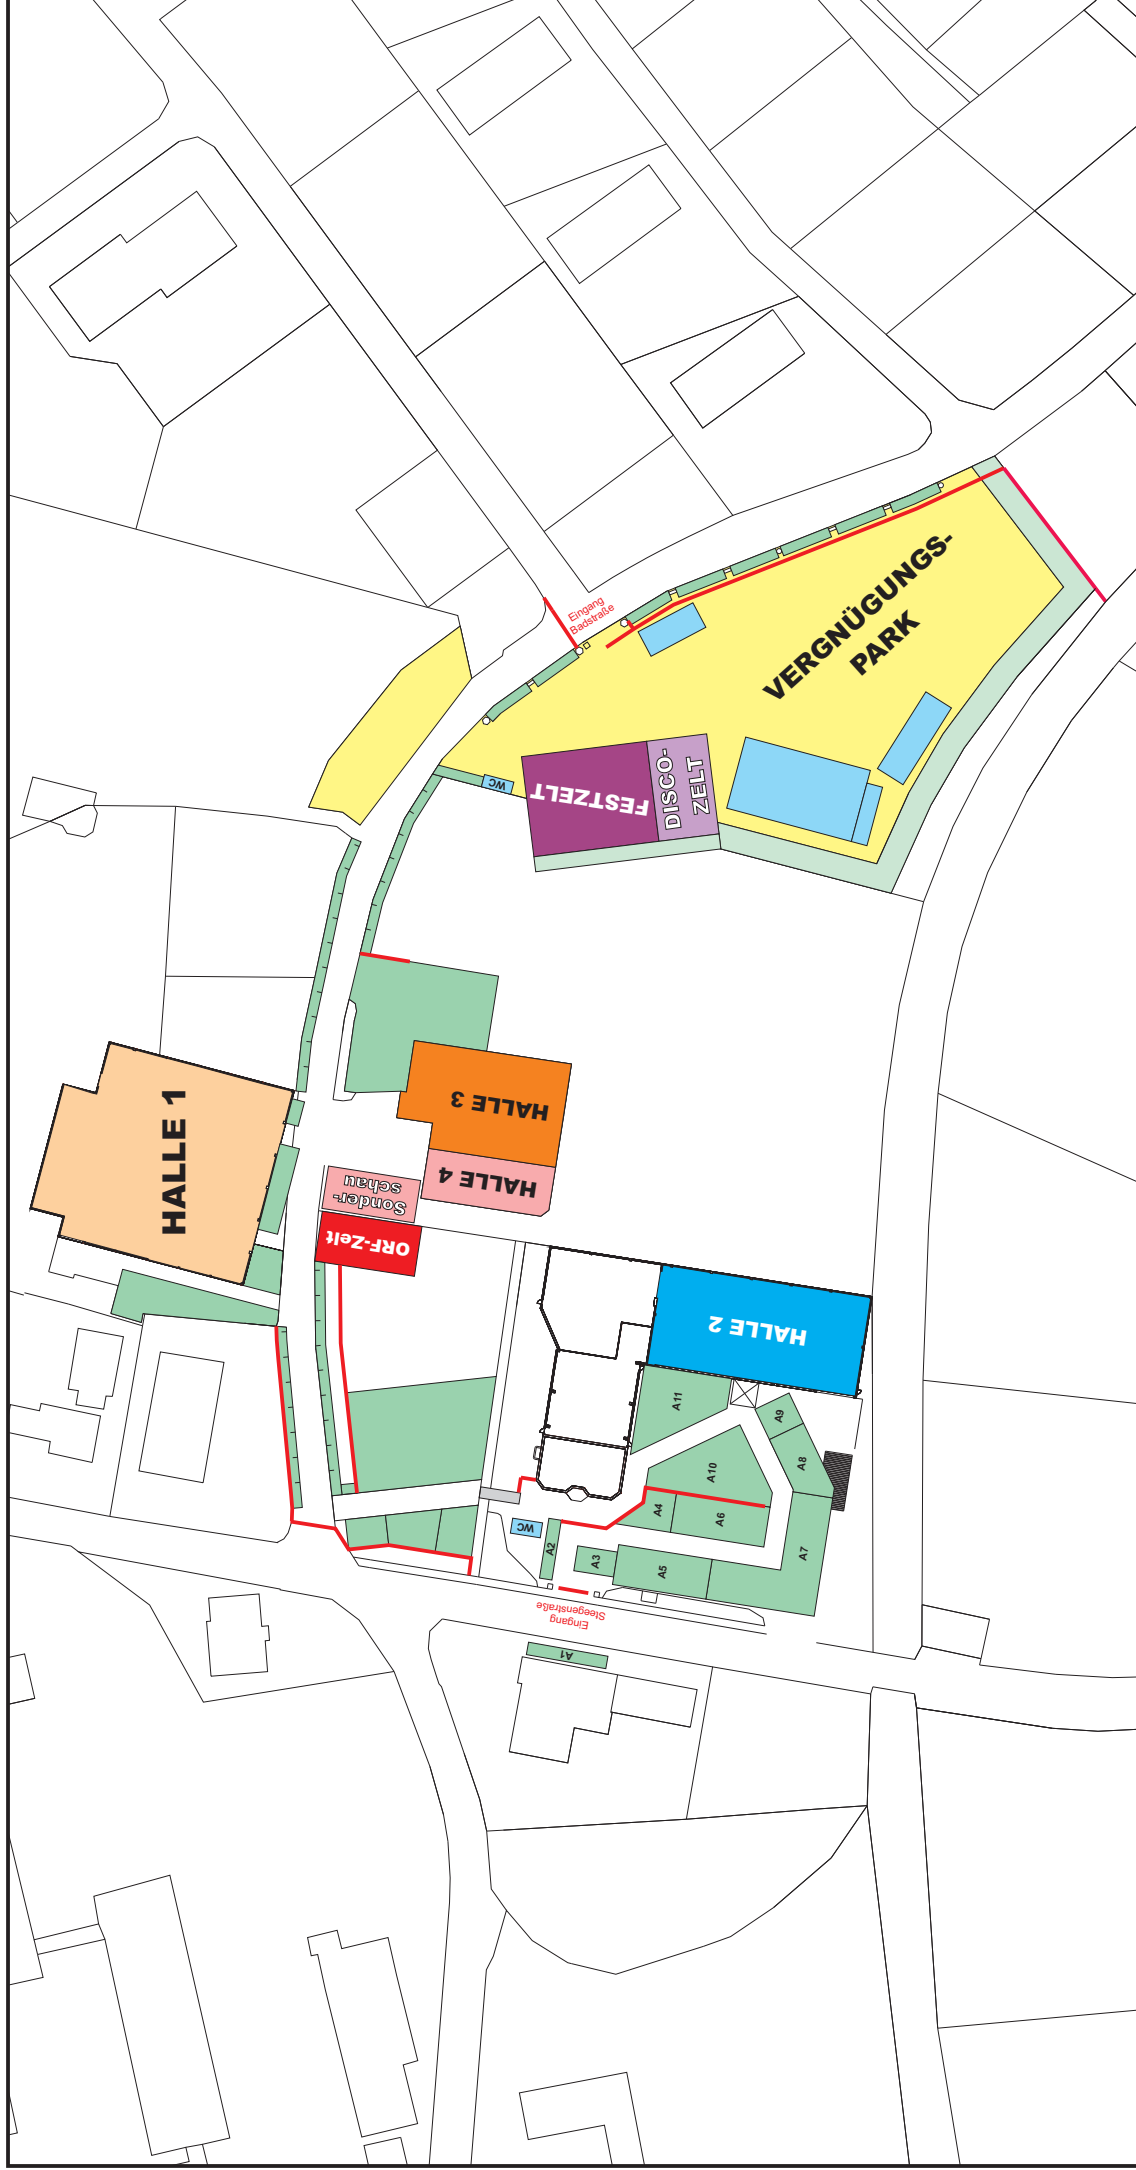 Eingang
Badstraße
VERGNÜGUNGS-
PARK
WC
FESTZELT
DISCO-
ZELT
HALLE 1
HALLE 3
HALLE 4
Sonder-
schau
ORF-Zelt
HALLE 2
A11
A9
A10
A8
A4
A6
WC
A2
A3
A5
A7
Eingang
Steegenstraße
A1